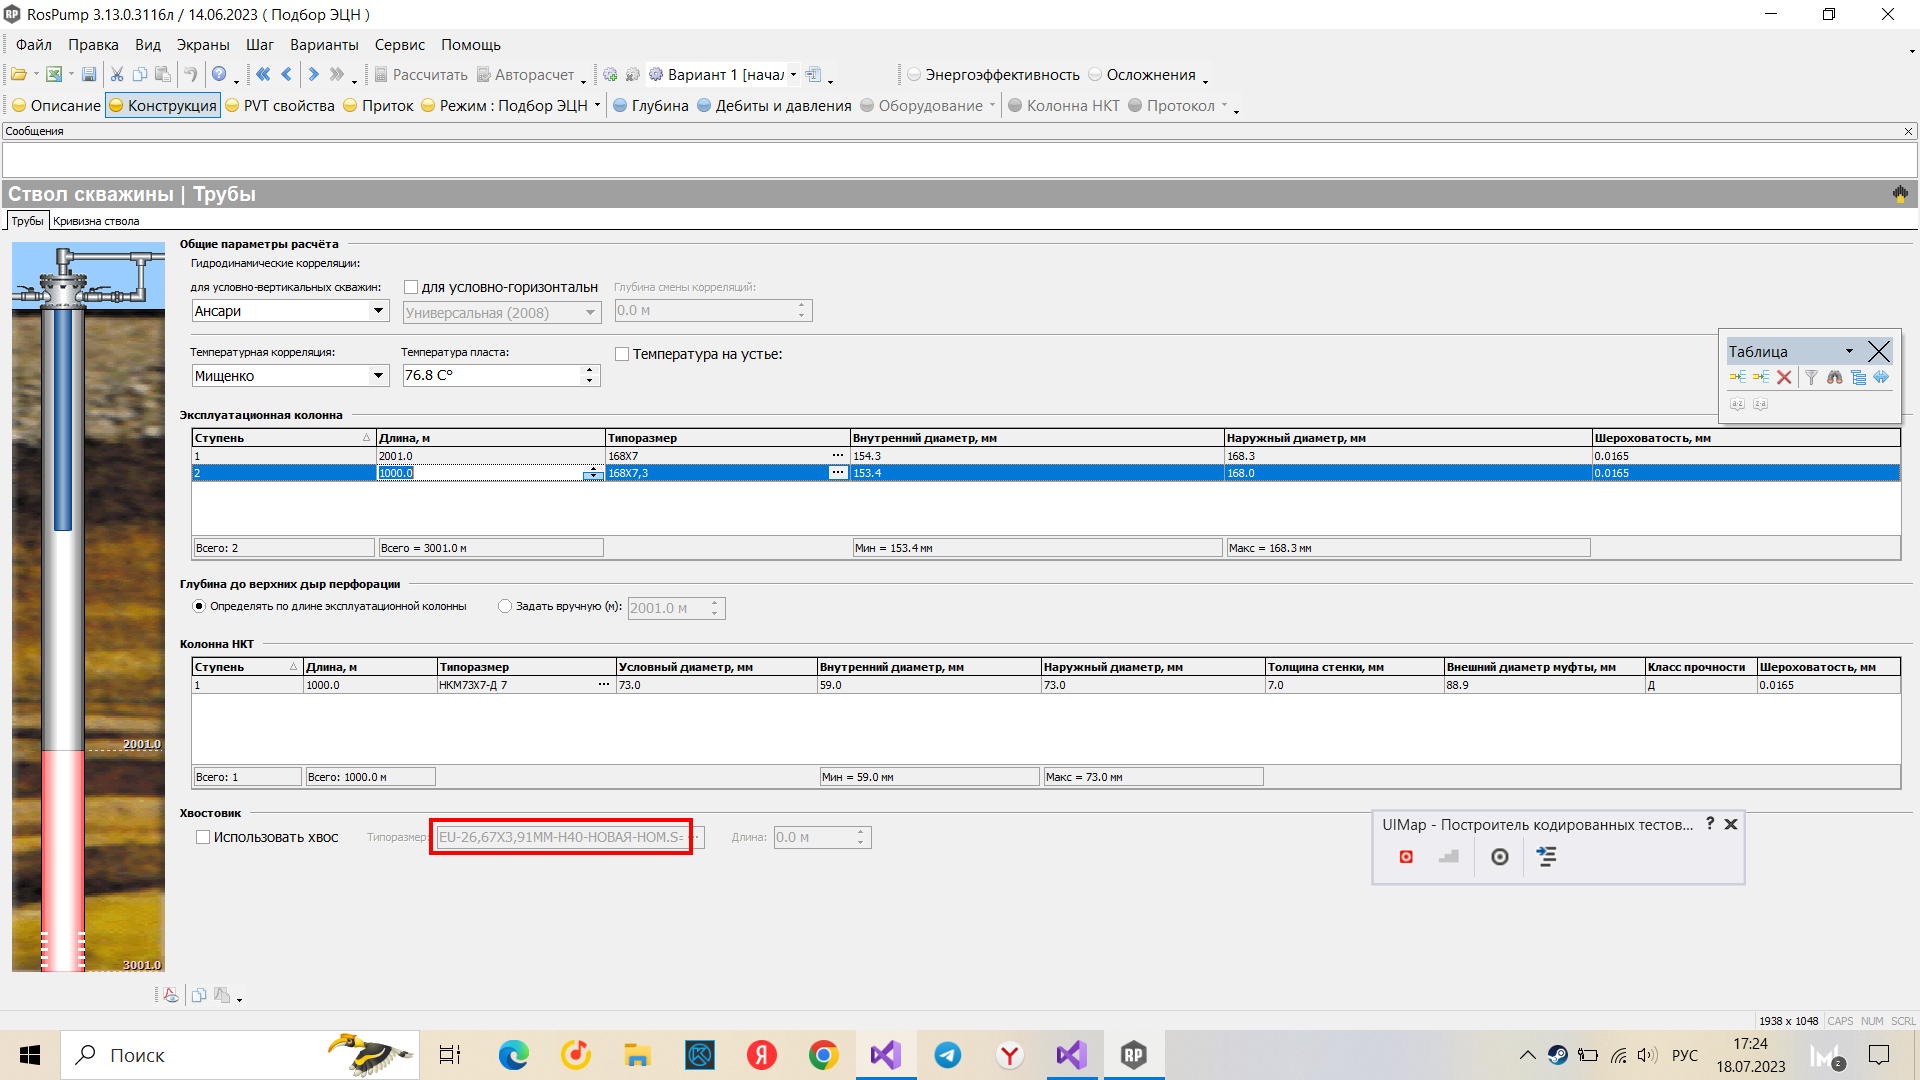 RosPump 3.13.0.3116л / 14.06.2023 ( Подбор ЭЦН )
Файл Правка Вид Экраны Шаг Варианты Сервис Помощь
Рассчитать Авторасчет Вариант 1 [начал Энергоэффективность Осложнения
Описание Конструкция PVT свойства Приток Режим : Подбор ЭЦН Глубина Дебиты и давления Оборудование Колонна НКТ Протокол
Сообщения
Ствол скважины | Трубы
Трубы Кривизна ствола
Общие параметры расчёта
Гидродинамические корреляции:
для условно-вертикальных скважин: для условно-горизонтальн Глубина смены корреляций:
Ансари Универсальная (2008) 0.0 м
Температурная корреляция: Температура пласта: Температура на устье:
Мищенко 76.8 C°
Таблица
a-z z-a
Эксплуатационная колонна
Ступень Длина, м Типоразмер Внутренний диаметр, мм Наружный диаметр, мм Шероховатость, мм
1 2001.0 168X7 ... 154.3 168.3 0.0165
2 1000.0 168X7,3 ... 153.4 168.0 0.0165
Всего: 2 Всего = 3001.0 м Мин = 153.4 мм Макс = 168.3 мм
Глубина до верхних дыр перфорации
Определять по длине эксплуатационной колонны Задать вручную (м): 2001.0 м
Колонна НКТ
Ступень Длина, м Типоразмер Условный диаметр, мм Внутренний диаметр, мм Наружный диаметр, мм Толщина стенки, мм Внешний диаметр муфты, мм Класс прочности Шероховатость, мм
1 1000.0 НКМ73Х7-Д 7 ... 73.0 59.0 73.0 7.0 88.9 Д 0.0165
2001.0
Всего: 1 Всего: 1000.0 м Мин = 59.0 мм Макс = 73.0 мм
Хвостовик
Использовать хвос Типоразмер: EU-26,67X3,91MM-H40-НОВАЯ-НОМ.S= Длина: 0.0 м
UIMap - Построитель кодированных тестов... ?
3001.0
1938 x 1048 CAPS NUM SCRL
Поиск
RP
РУС
17:24
18.07.2023
2